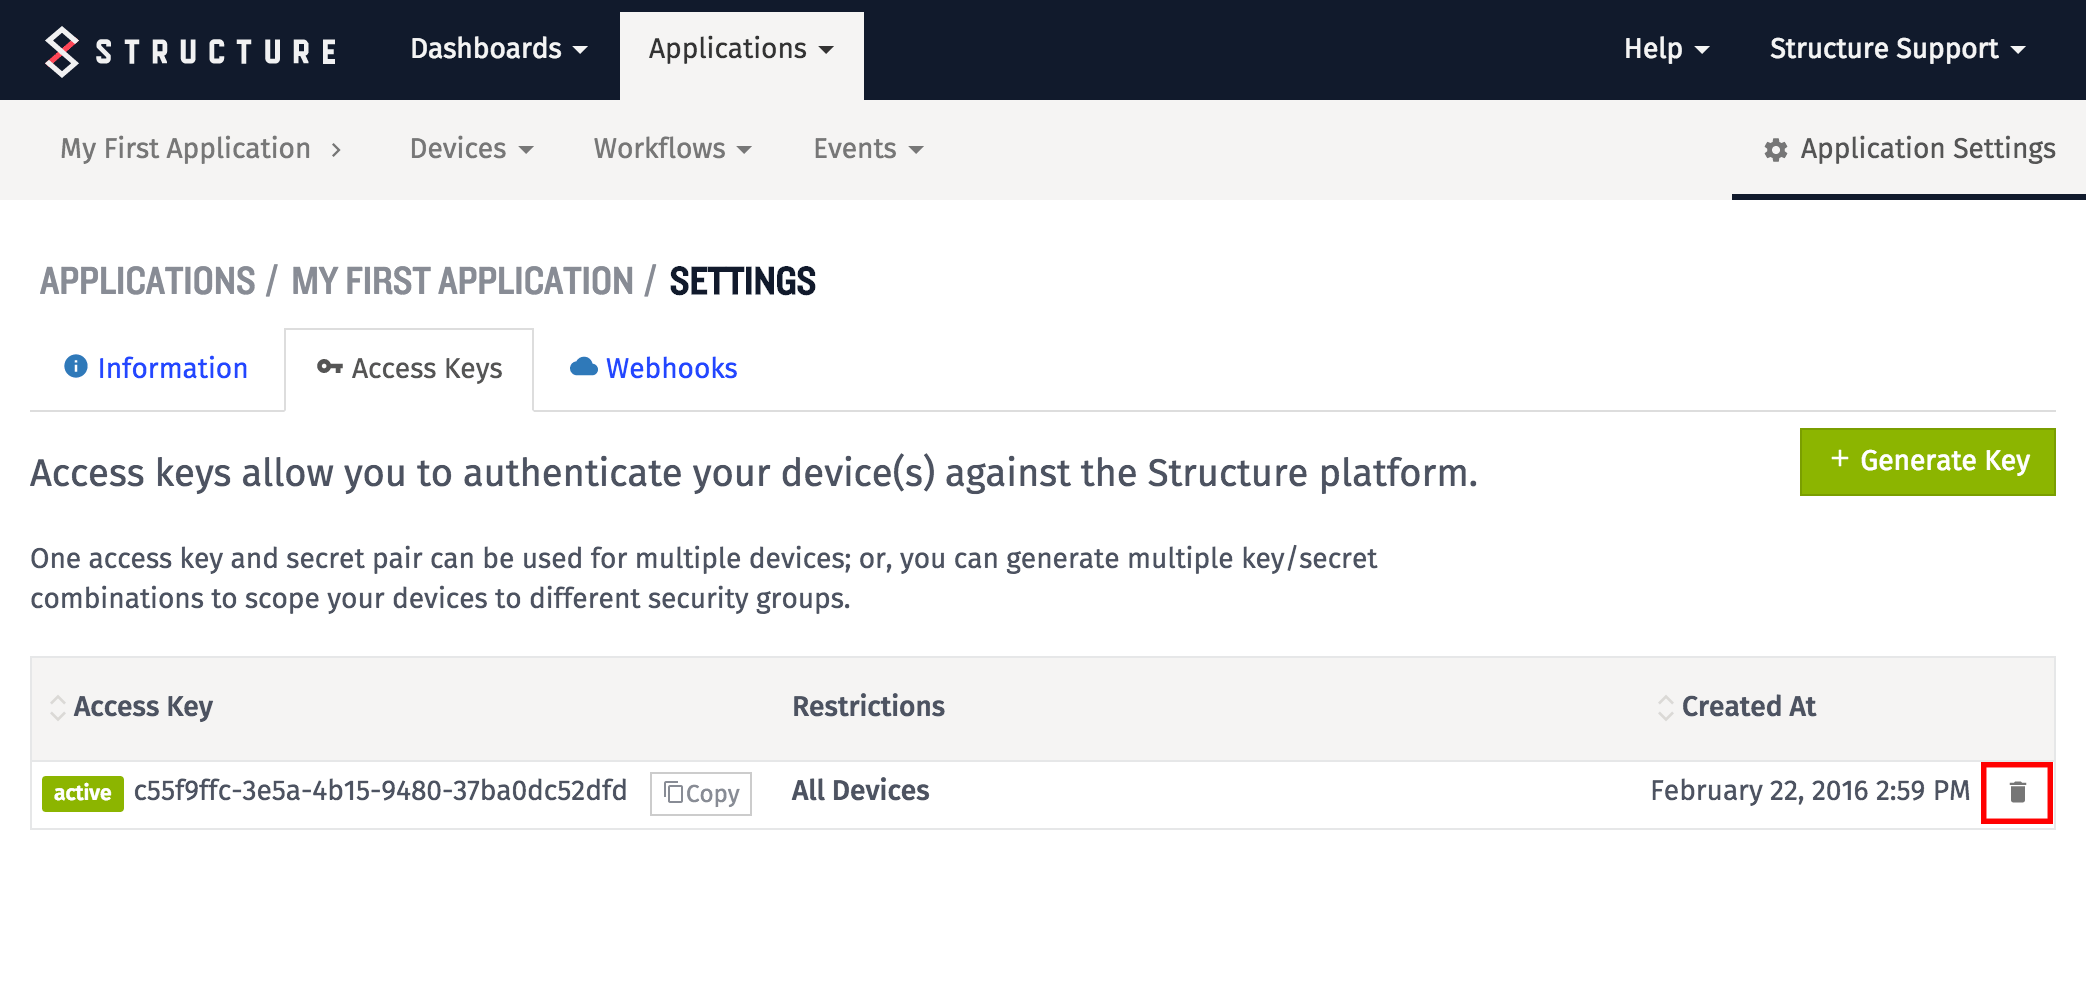 STRUCTURE Dashboards Applications Help Structure Support
My First Application > Devices Workflows Events Application Settings
APPLICATIONS / MY FIRST APPLICATION / SETTINGS
Information Access Keys Webhooks
Access keys allow you to authenticate your device(s) against the Structure platform.
+ Generate Key
One access key and secret pair can be used for multiple devices; or, you can generate multiple key/secret
combinations to scope your devices to different security groups.
Access Key Restrictions Created At
active c55f9ffc-3e5a-4b15-9480-37ba0dc52dfd Copy All Devices February 22, 2016 2:59 PM